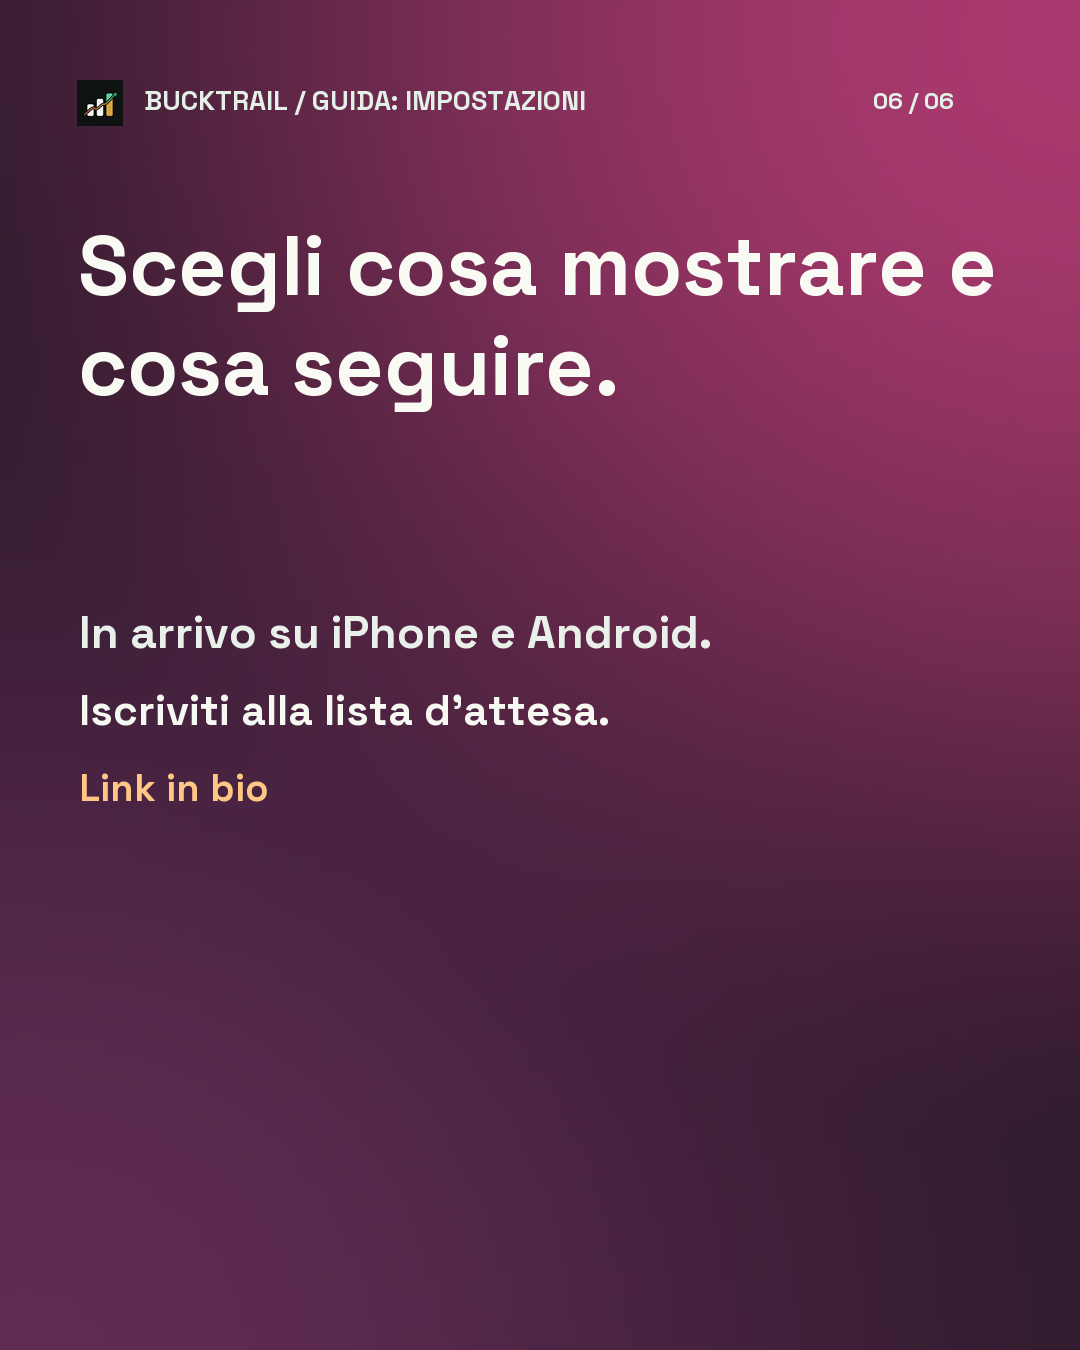 BUCKTRAIL / GUIDA: IMPOSTAZIONI
06 / 06
Scegli cosa mostrare e
cosa seguire.
In arrivo su iPhone e Android.
Iscriviti alla lista d’attesa.
Link in bio